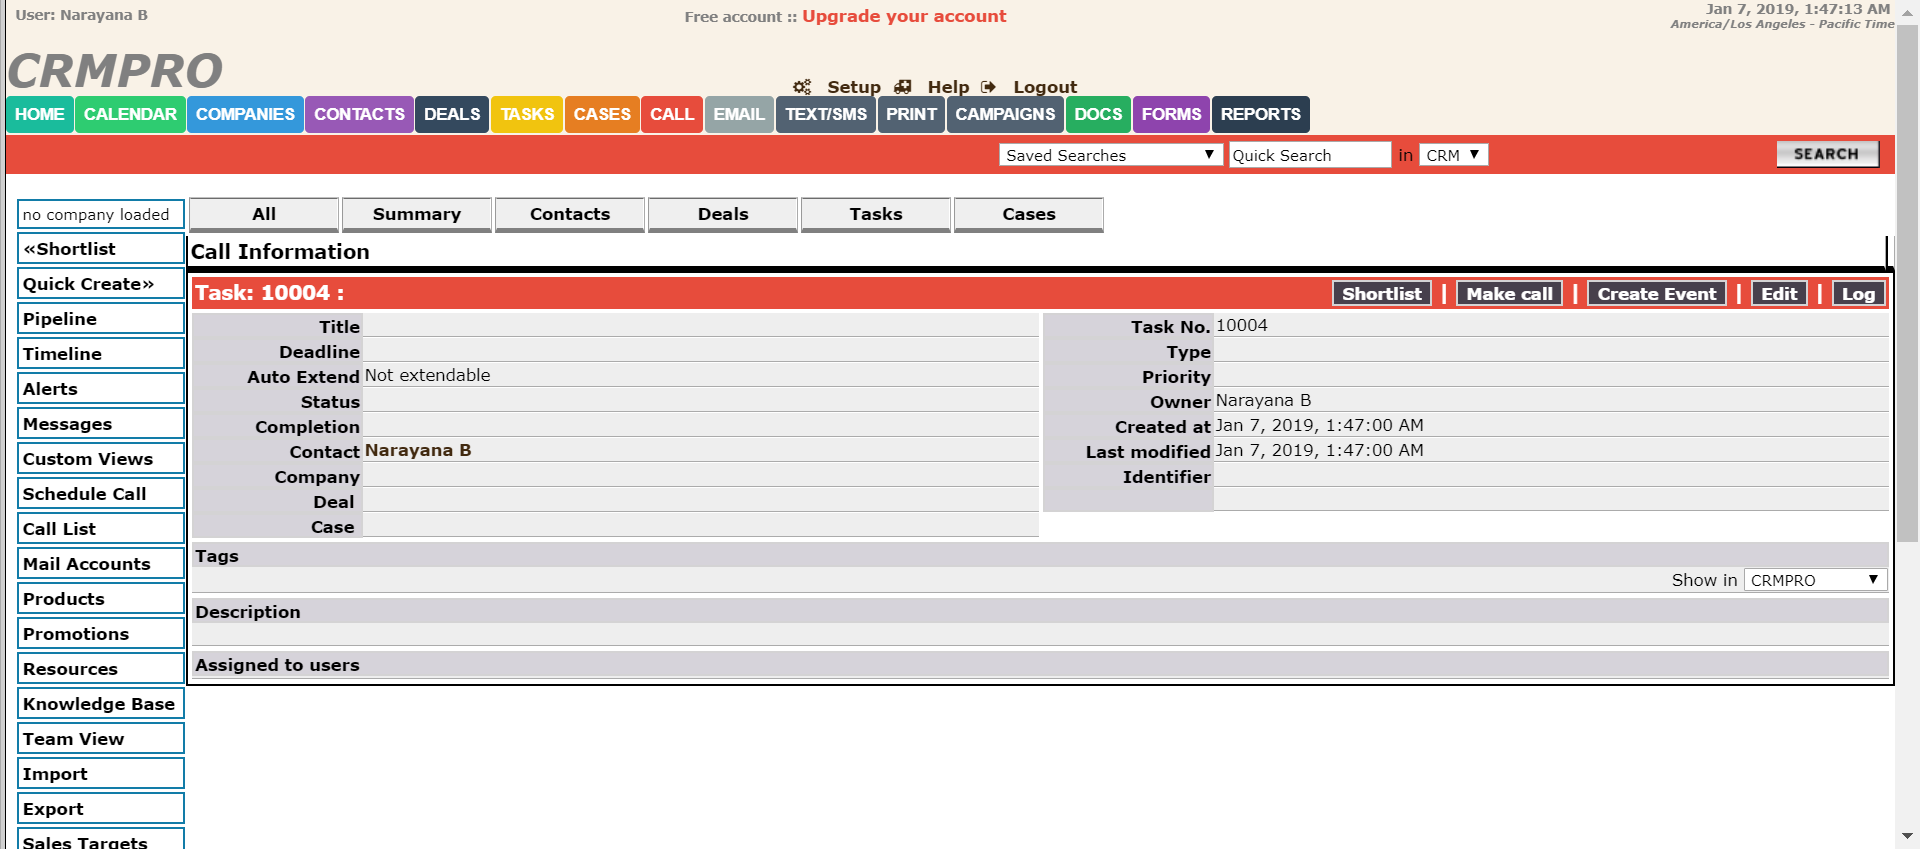 User: Narayana B
Free account :: Upgrade your account
Jan 7, 2019, 1:47:13 AM
America/Los Angeles - Pacific Time
CRMPRO
Setup Help Logout
HOME CALENDAR COMPANIES CONTACTS DEALS TASKS CASES CALL EMAIL TEXT/SMS PRINT CAMPAIGNS DOCS FORMS REPORTS
Saved Searches Quick Search in CRM SEARCH
no company loaded
«Shortlist
Quick Create»
Pipeline
Timeline
Alerts
Messages
Custom Views
Schedule Call
Call List
Mail Accounts
Products
Promotions
Resources
Knowledge Base
Team View
Import
Export
Sales Targets
All Summary Contacts Deals Tasks Cases
Call Information
Task: 10004 : Shortlist | Make call | Create Event | Edit | Log
Title
Deadline
Auto Extend Not extendable
Status
Completion
Contact Narayana B
Company
Deal
Case
Task No. 10004
Type
Priority
Owner Narayana B
Created at Jan 7, 2019, 1:47:00 AM
Last modified Jan 7, 2019, 1:47:00 AM
Identifier
Tags
Show in CRMPRO
Description
Assigned to users